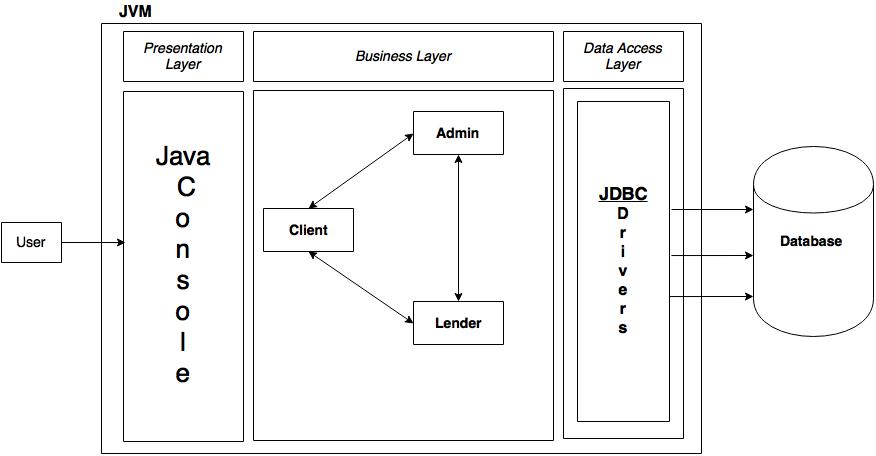 JVM
Presentation
Layer
Business Layer
Data Access
Layer
User
Java
C
o
n
s
o
l
e
Admin
Client
Lender
JDBC
D
r
i
v
e
r
s
Database